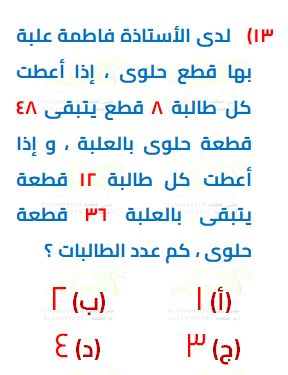 ١٣) لدى الأستاذة فاطمة علبة
بها قطع حلوى ، إذا أعطت
كل طالبة ٨ قطع يتبقى ٤٨
قطعة حلوى بالعلبة ، و إذا
أعطت كل طالبة ١٢ قطعة
يتبقى بالعلبة ٣٦ قطعة
حلوى ، كم عدد الطالبات ؟
(أ) ١ (ب) ٢
(ج) ٣ (د) ٤